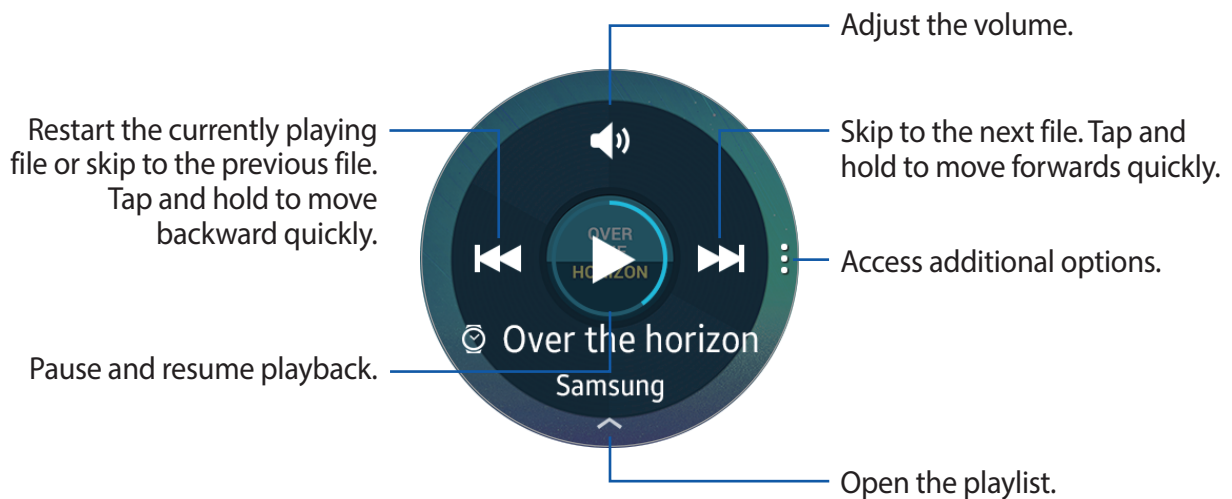 Adjust the volume.
Restart the currently playing
file or skip to the previous file.
Tap and hold to move
backward quickly.
Skip to the next file. Tap and
hold to move forwards quickly.
OVER
HORIZON
Access additional options.
Over the horizon
Pause and resume playback.
Samsung
Open the playlist.